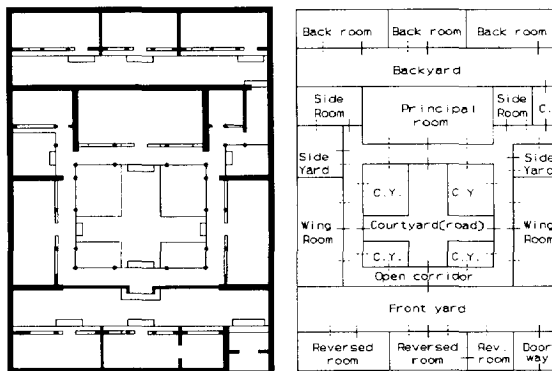 Back room Back room Back room
Backyard
Side Room
Principal room
Side Room
C.
Side Yard
Side Yard
C.Y. C.Y
Wing Room
Courtyard(road)
Wing Room
C.Y. C.Y.
Open corridor
Front yard
Reversed room
Reversed room
Rev. room
Door way